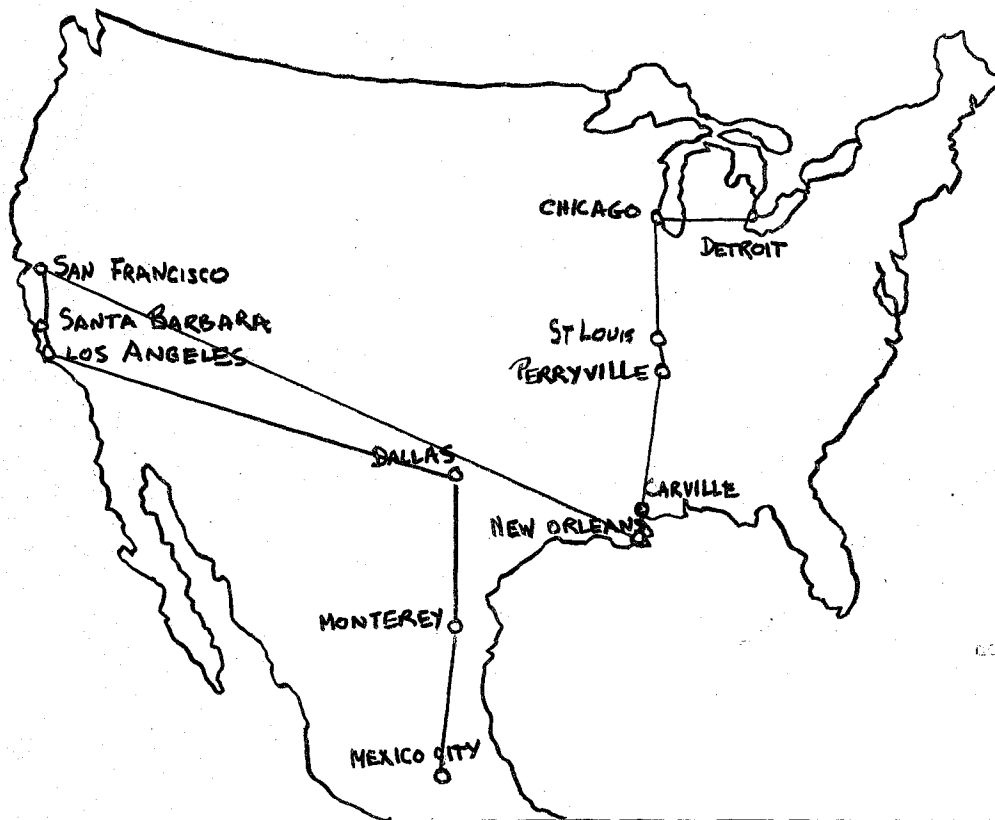 CHICAGO
DETROIT
SAN FRANCISCO
SANTA BARBARA
LOS ANGELES
ST LOUIS
PERRYVILLE
DALLAS
CARVILLE
NEW ORLEANS
MONTEREY
MEXICO CITY